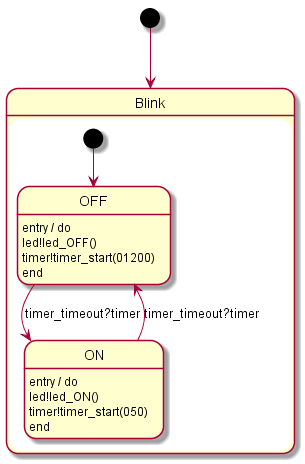 Blink
OFF
entry / do
led!led_OFF()
timer!timer_start(01200)
end
timer_timeout?timer timer_timeout?timer
ON
entry / do
led!led_ON()
timer!timer_start(050)
end